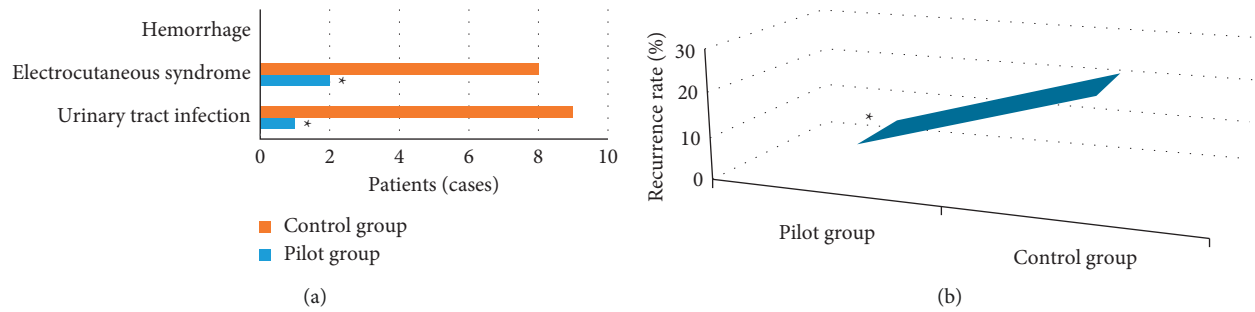 Hemorrhage
Electrocutaneous syndrome
*
Urinary tract infection
*
0 2 4 6 8 10
Patients (cases)
Control group
Pilot group
(a)
Recurrence rate (%)
30
20
10
0
*
Pilot group
Control group
(b)